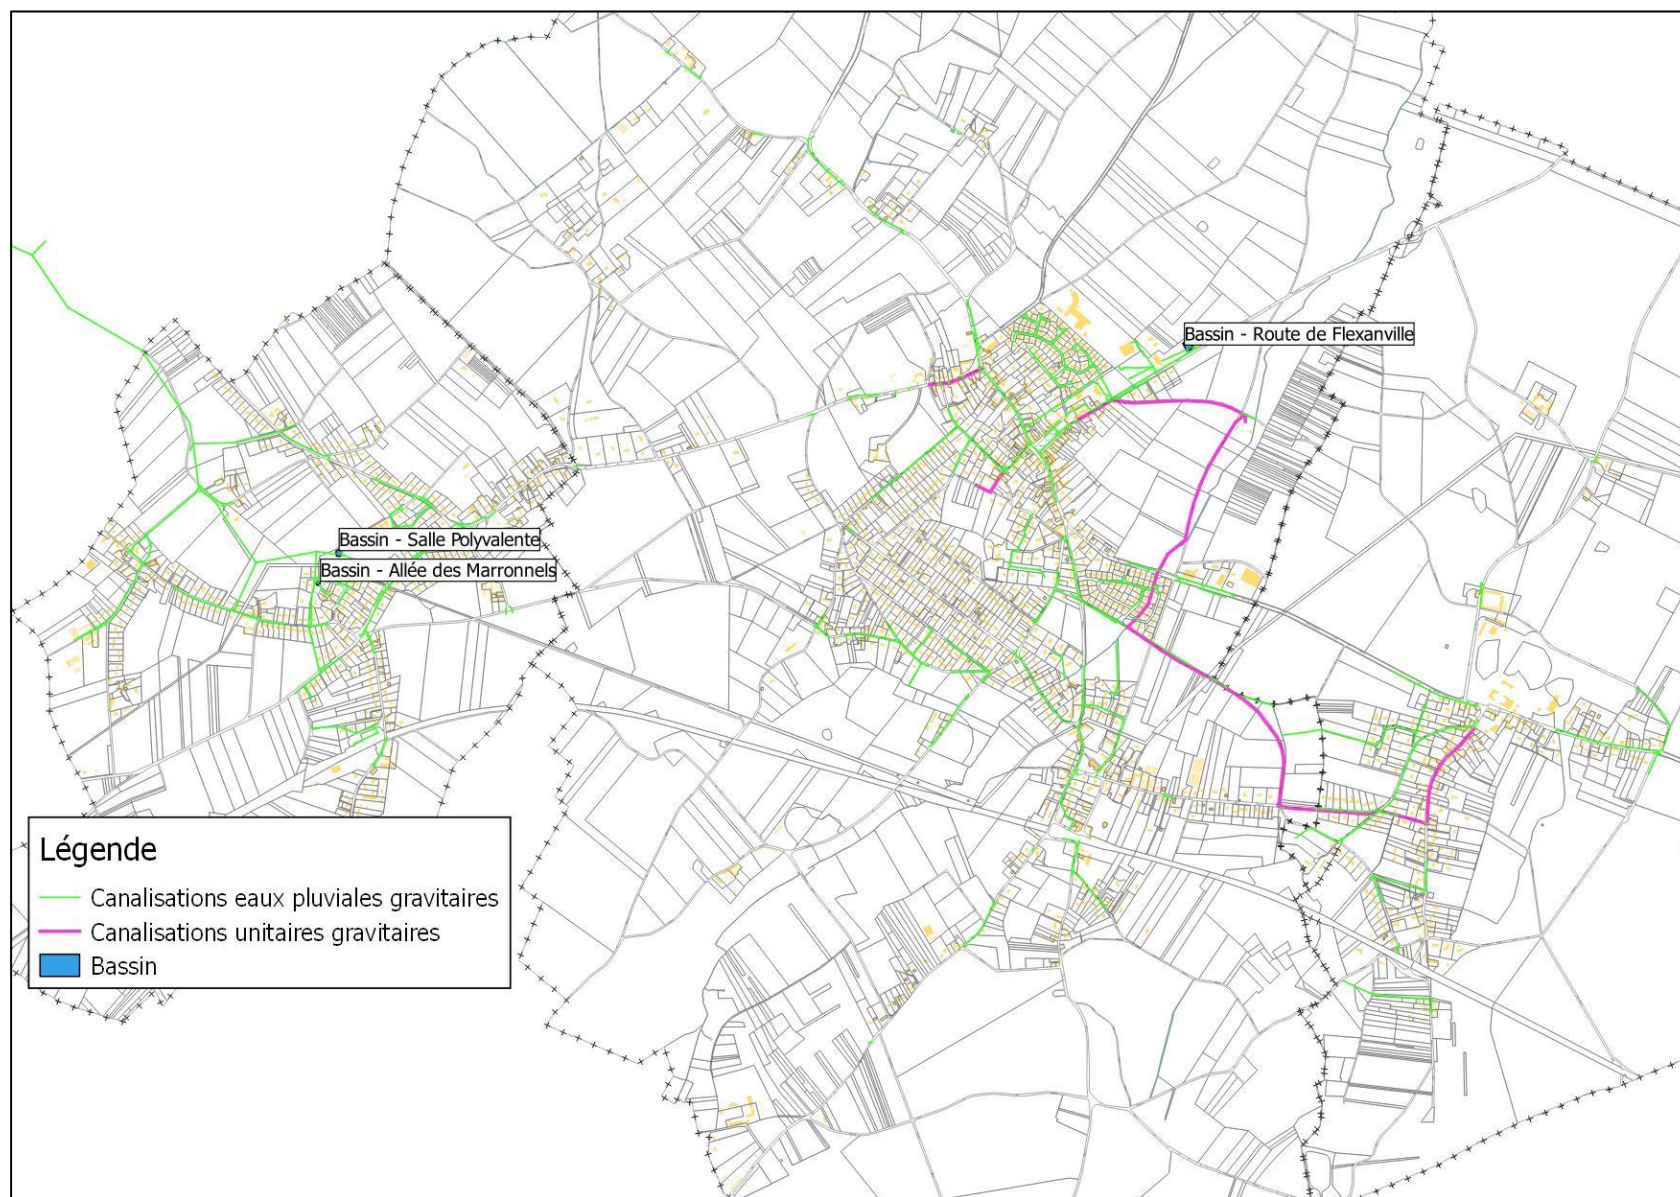 Bassin - Route de Flexanville
Bassin - Salle Polyvalente
Bassin - Allée des Marronnels
Légende
Canalisations eaux pluviales gravitaires
Canalisations unitaires gravitaires
Bassin